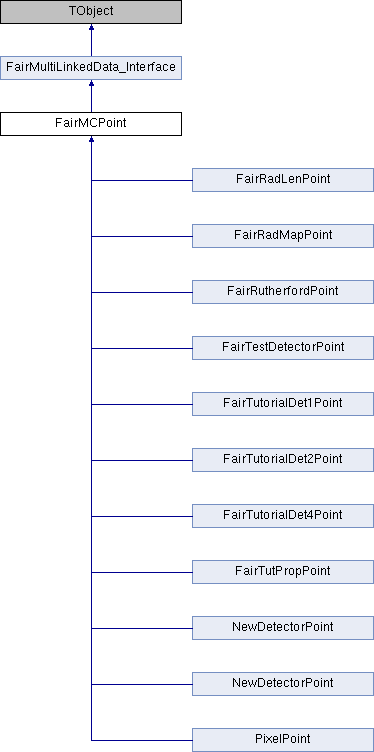 TObject
FairMultiLinkedData_Interface
FairMCPoint
FairRadLenPoint
FairRadMapPoint
FairRutherfordPoint
FairTestDetectorPoint
FairTutorialDet1Point
FairTutorialDet2Point
FairTutorialDet4Point
FairTutPropPoint
NewDetectorPoint
NewDetectorPoint
PixelPoint